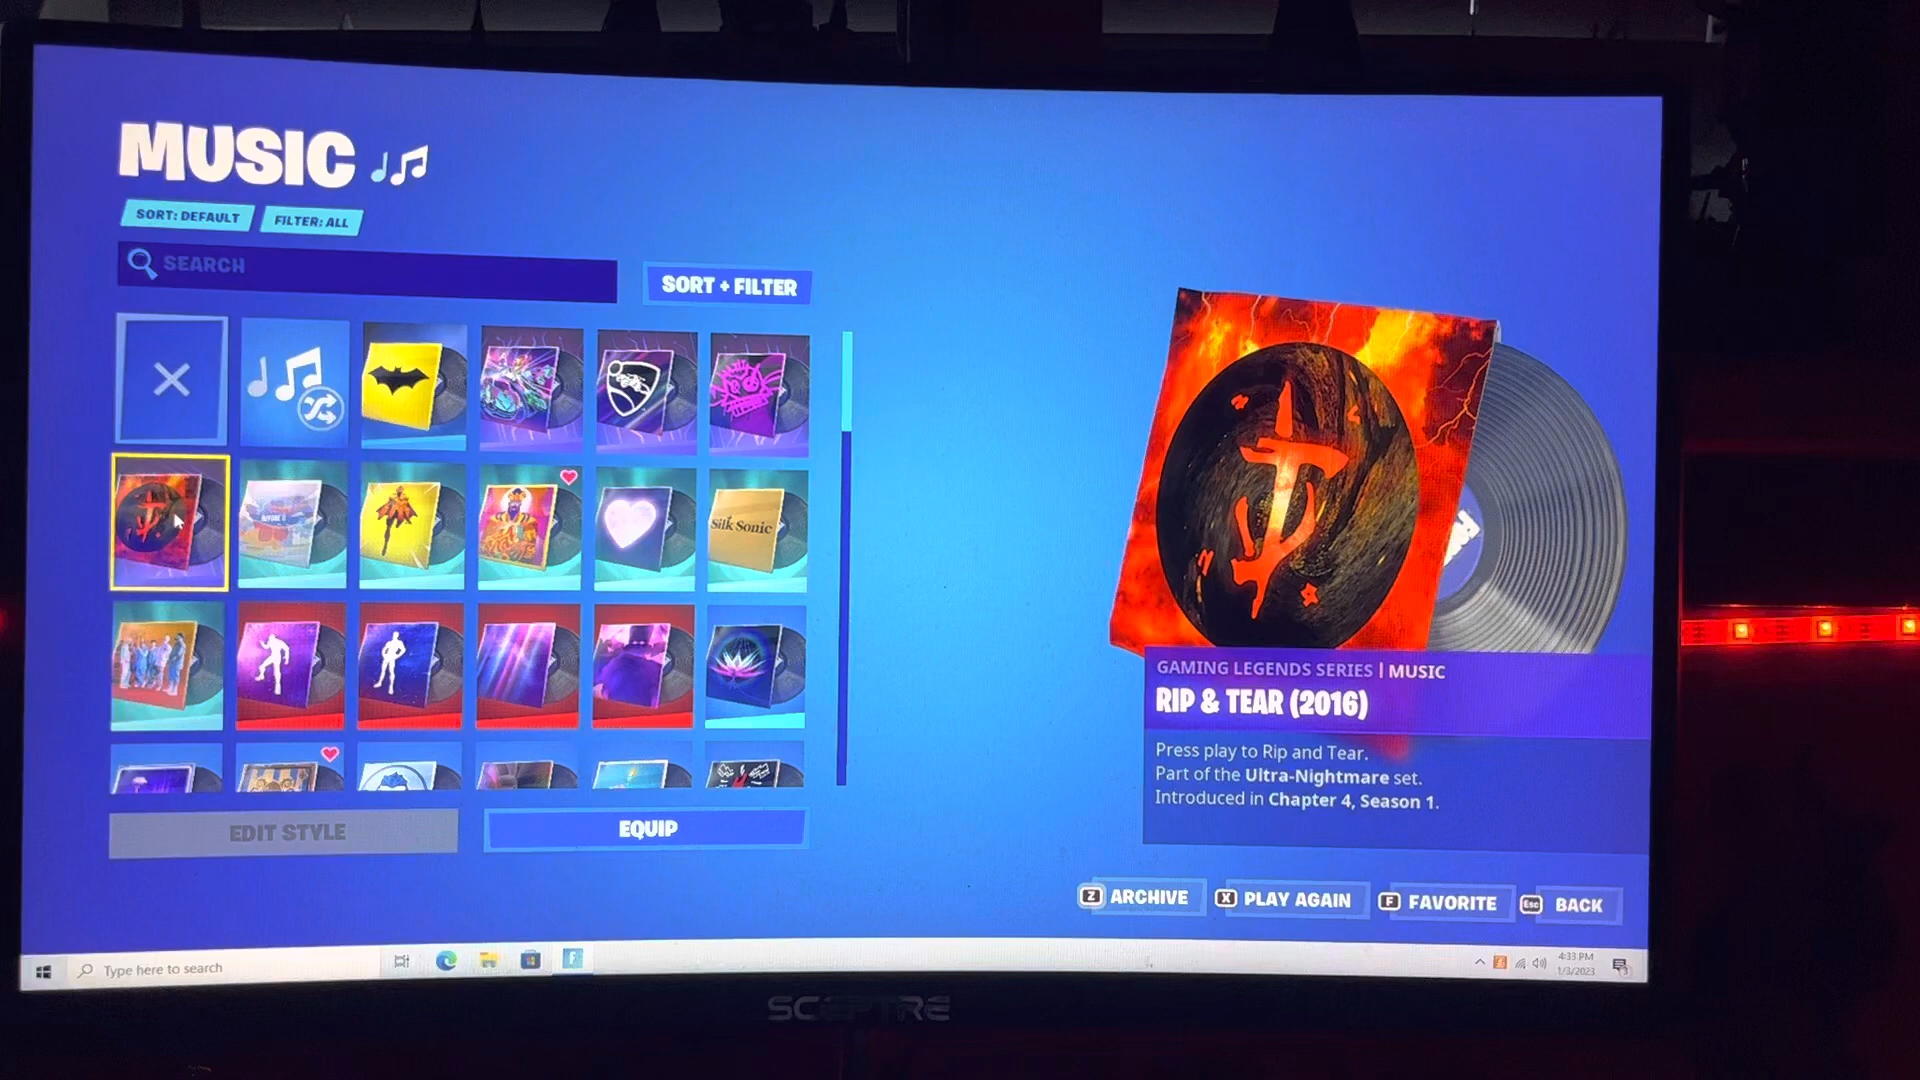 MUSIC
SORT: DEFAULT
FILTER: ALL
SEARCH
SORT + FILTER
Silk Sonic
GAMING LEGENDS SERIES | MUSIC
RIP & TEAR (2016)
Press play to Rip and Tear.
Part of the Ultra-Nightmare set.
Introduced in Chapter 4, Season 1.
EDIT STYLE
EQUIP
Z ARCHIVE
X PLAY AGAIN
F FAVORITE
Esc BACK
Type here to search
4:33 PM
1/3/2023
SCEPTRE